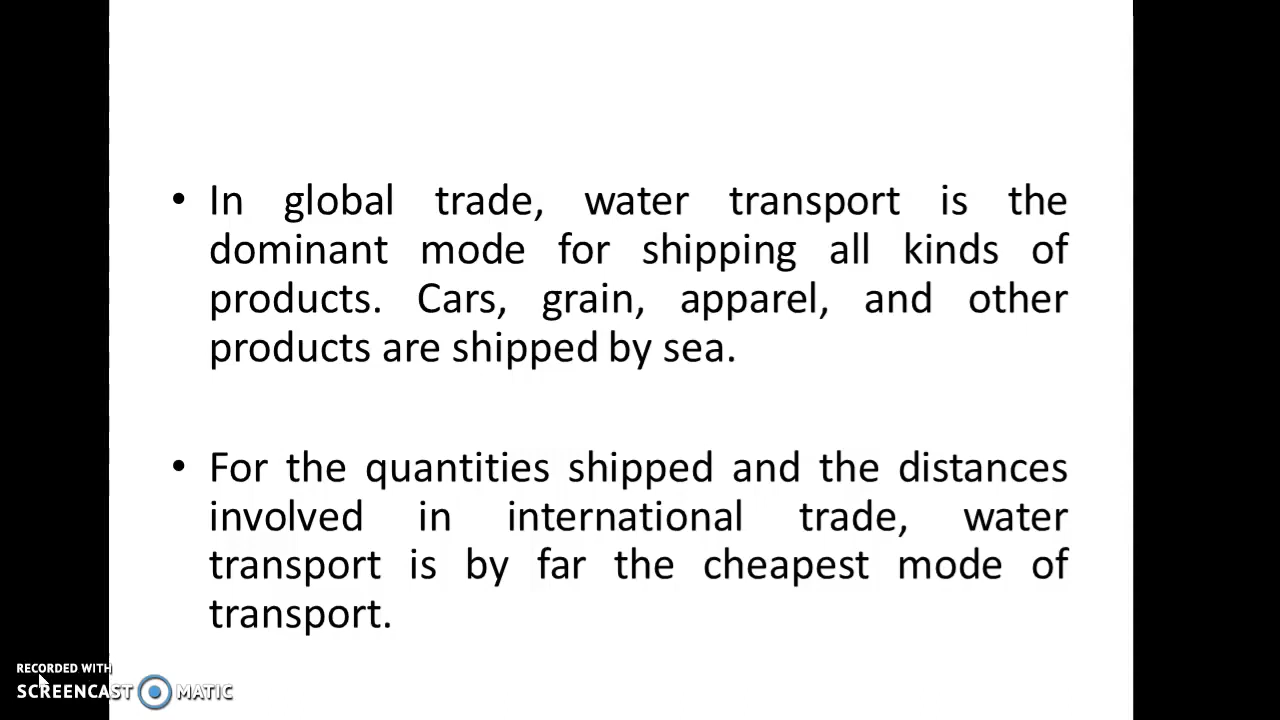 • In global trade, water transport is the
dominant mode for shipping all kinds of
products. Cars, grain, apparel, and other
products are shipped by sea.
• For the quantities shipped and the distances
involved in international trade, water
transport is by far the cheapest mode of
transport.
RECORDED WITH
SCREENCAST MATIC